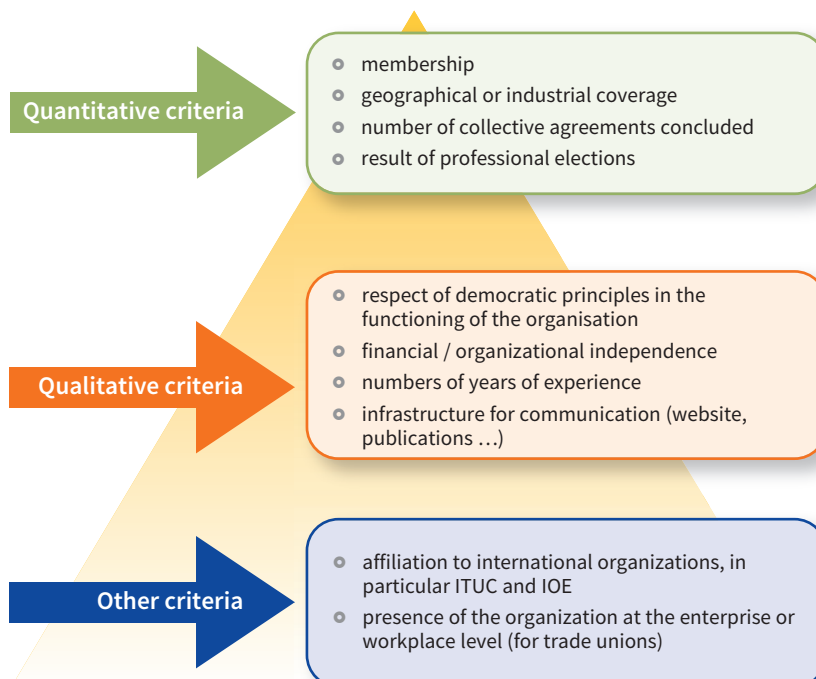 Quantitative criteria
membership
geographical or industrial coverage
number of collective agreements concluded
result of professional elections
Qualitative criteria
respect of democratic principles in the
functioning of the organisation
financial / organizational independence
numbers of years of experience
infrastructure for communication (website,
publications …)
Other criteria
affiliation to international organizations, in
particular ITUC and IOE
presence of the organization at the enterprise or
workplace level (for trade unions)